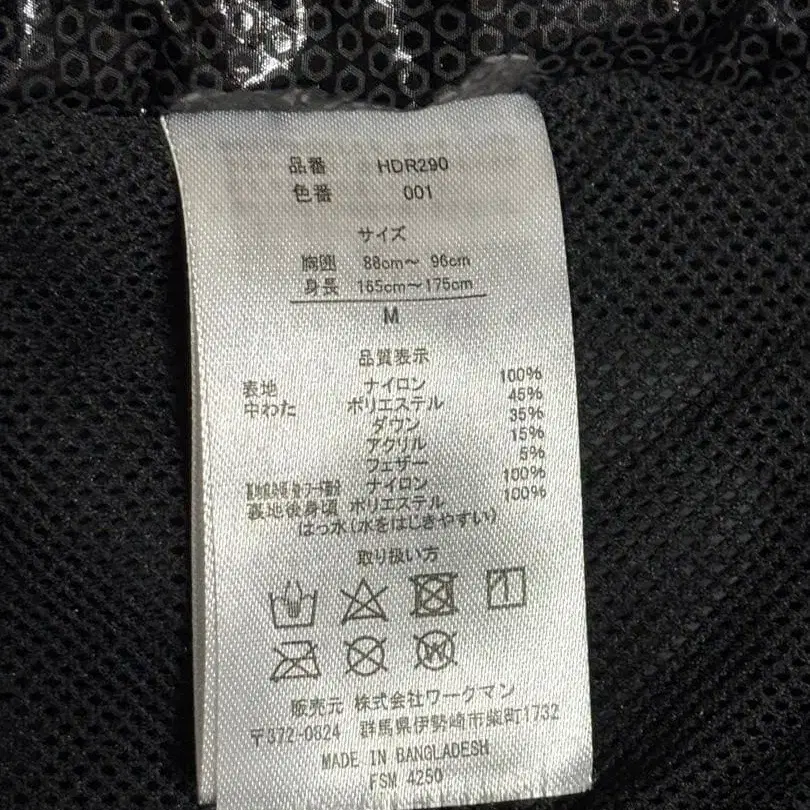 品番 HDR290
色番 001
サイズ
胸囲 88cm～ 96cm
身長 165cm～175cm
M
品質表示
表地 ナイロン 100%
中わた ポリエステル 45%
ダウン 35%
アクリル 15%
フェザー 5%
ナイロン 100%
裏地後身頃 ポリエステル 100%
はっ水(水をはじきやすい)
取り扱い方
W
販売元 株式会社ワークマン
〒372-0824 群馬県伊勢崎市柴町1732
MADE IN BANGLADESH
FSM 4250